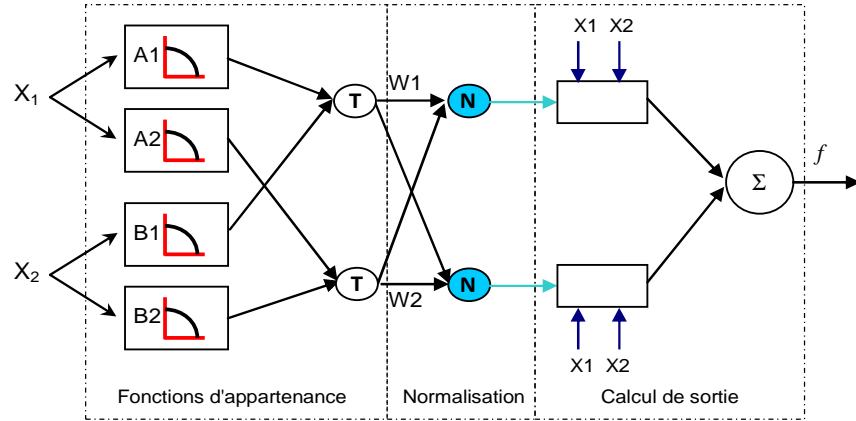 X1 X2
A1
W1
X1
T
N
A2
f
Σ
B1
X2
T
N
B2
W2
X1 X2
Fonctions d'appartenance
Normalisation
Calcul de sortie